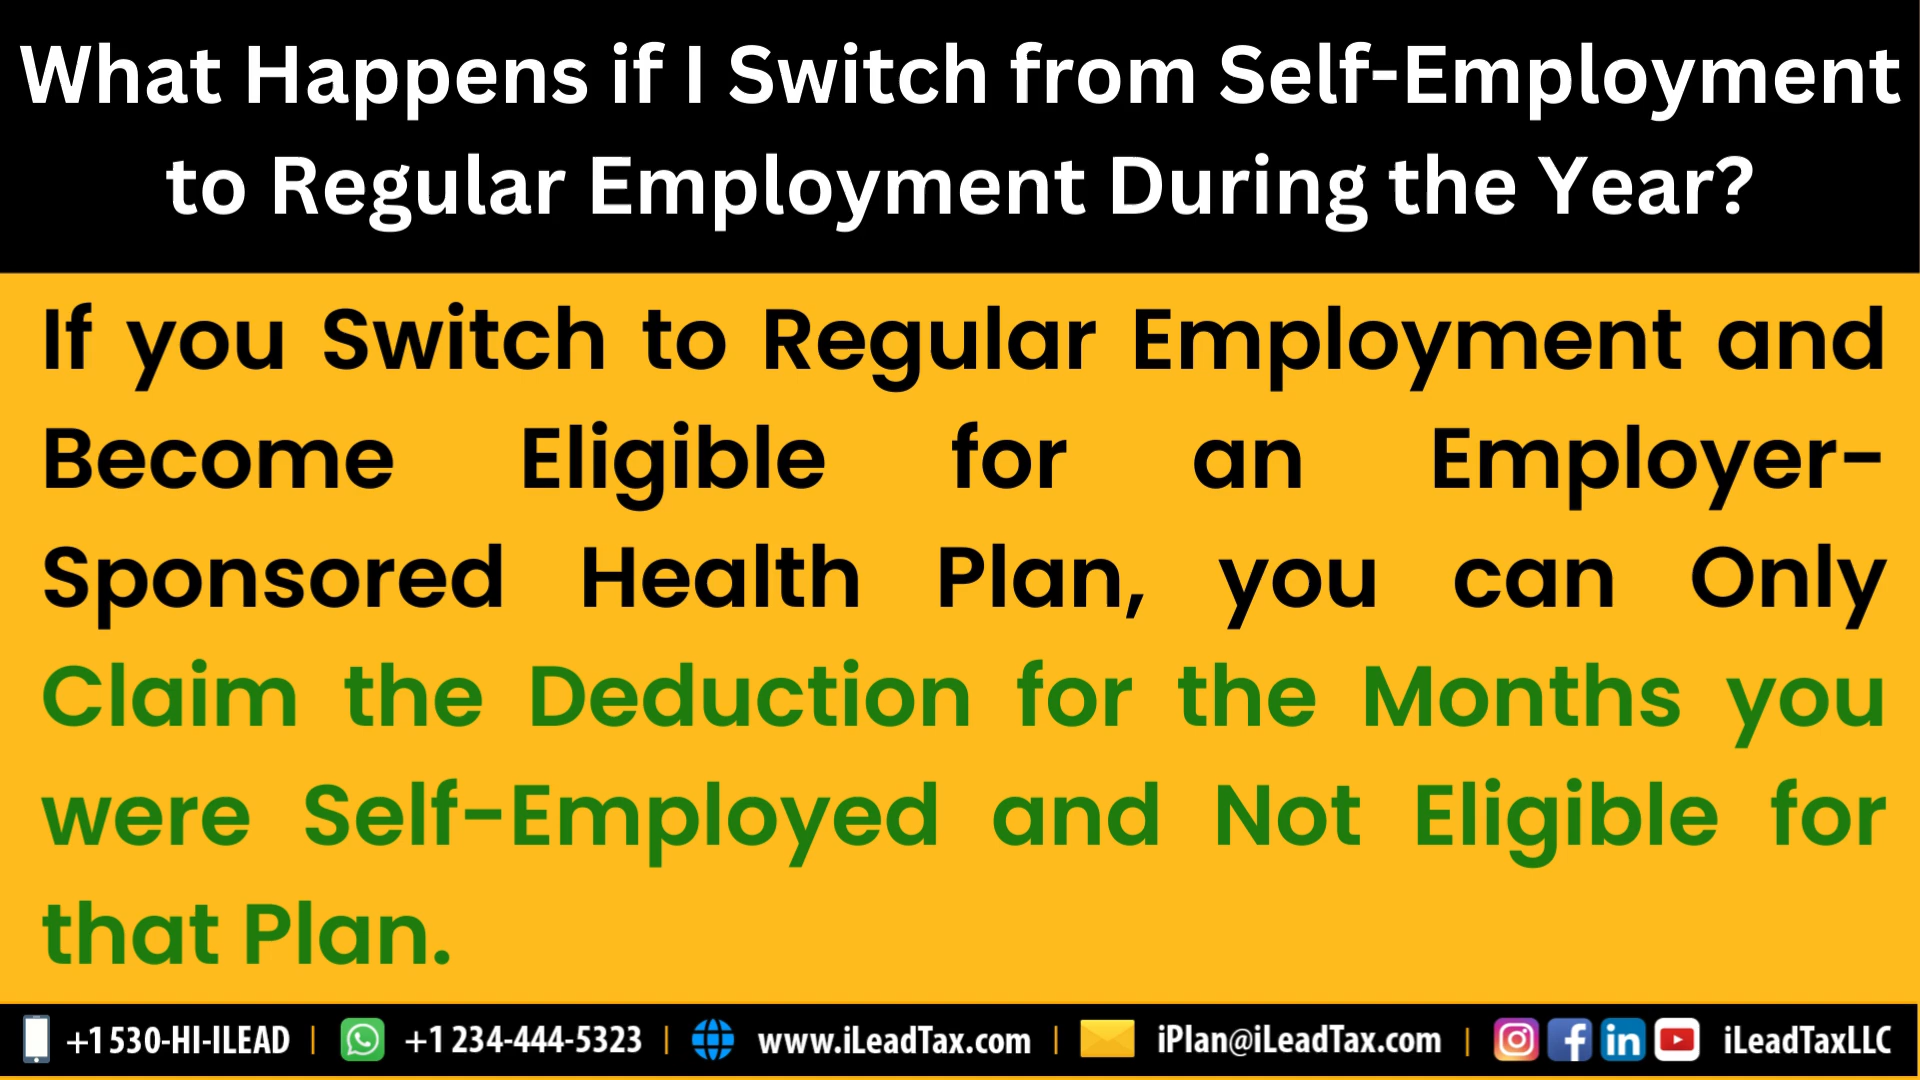 What Happens if I Switch from Self-Employment
to Regular Employment During the Year?
If you Switch to Regular Employment and
Become Eligible for an Employer-
Sponsored Health Plan, you can Only
Claim the Deduction for the Months you
were Self-Employed and Not Eligible for
that Plan.
+1 530-HI-ILEAD | +1 234-444-5323 | www.iLeadTax.com | iPlan@iLeadTax.com | iLeadTaxLLC